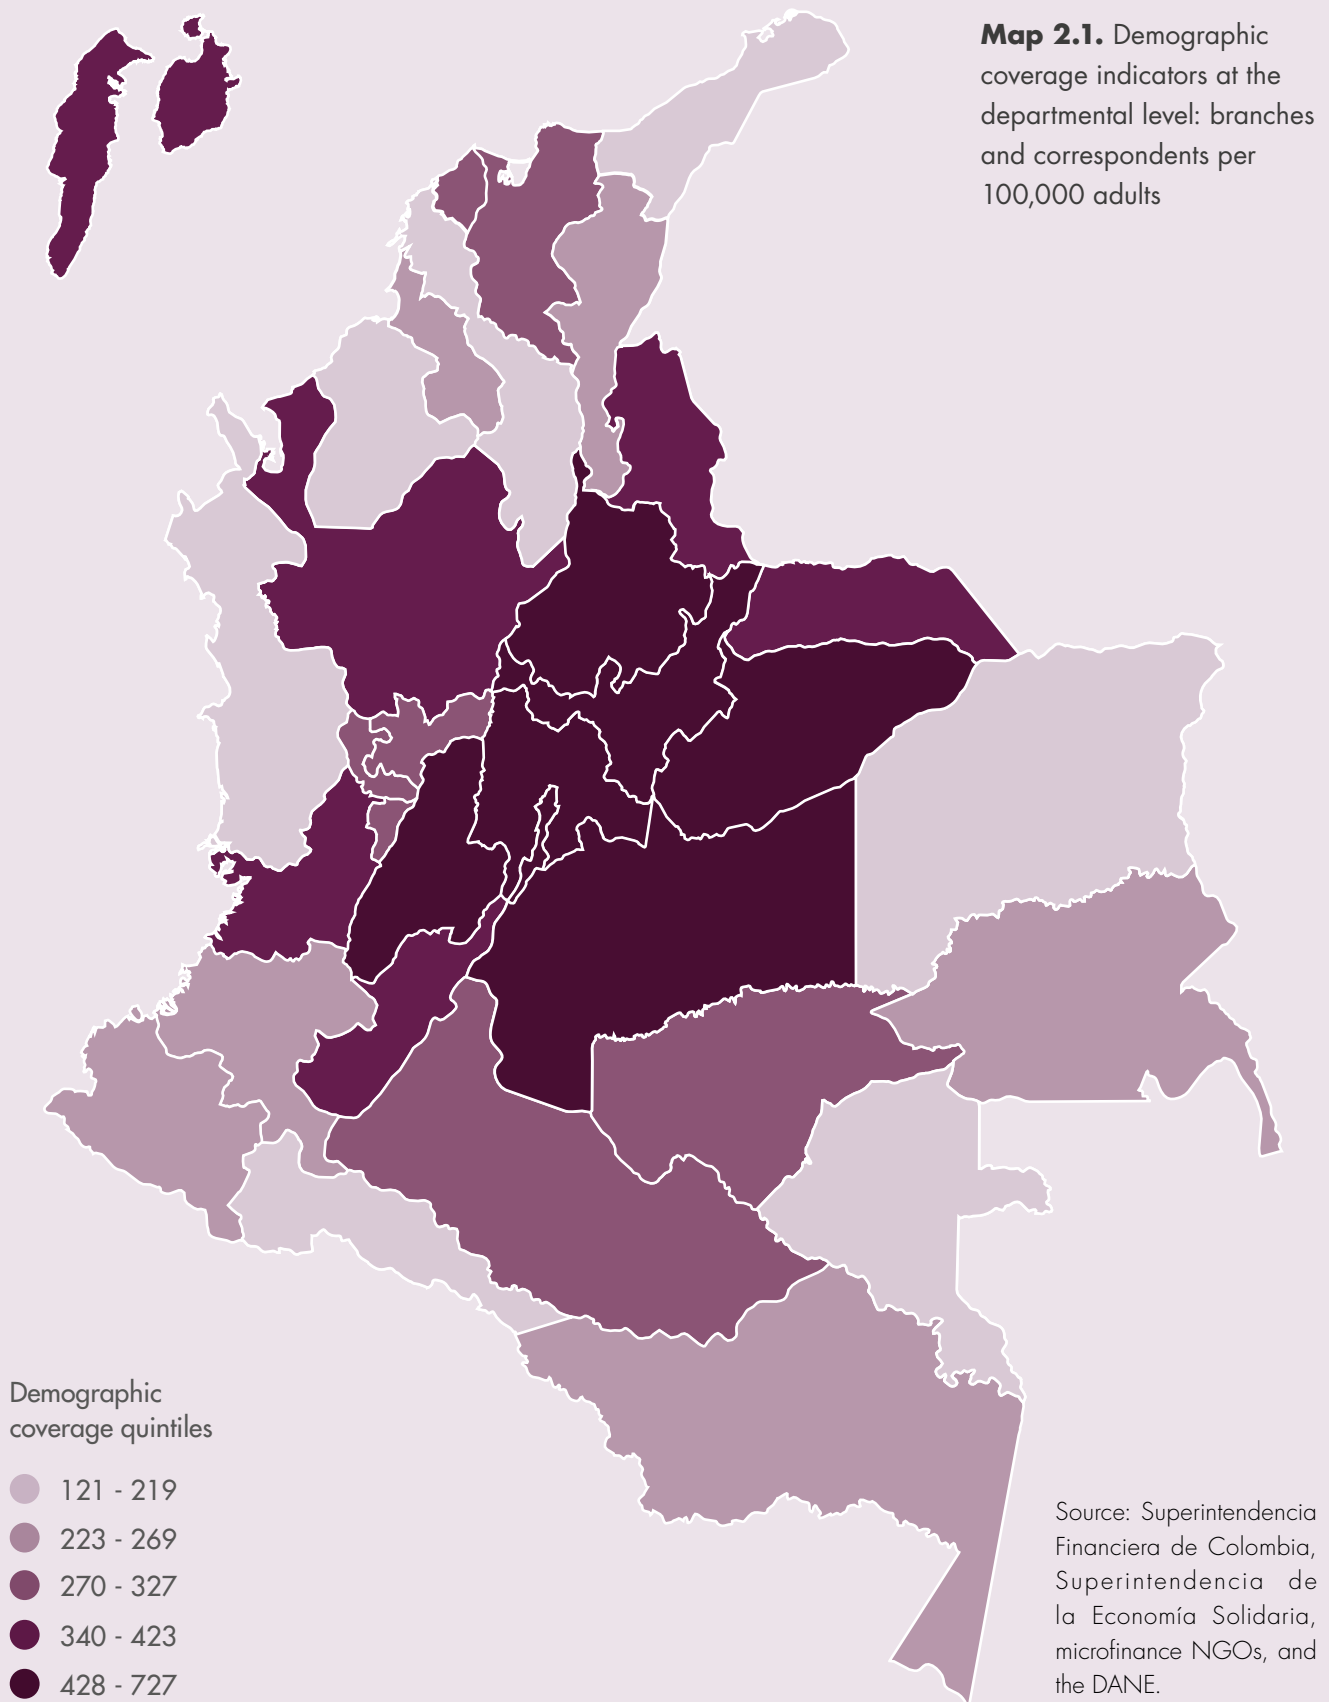 Map 2.1. Demographic
coverage indicators at the
departmental level: branches
and correspondents per
100,000 adults
Demographic
coverage quintiles
121 - 219
223 - 269
270 - 327
340 - 423
428 - 727
Source: Superintendencia
Financiera de Colombia,
Superintendencia de
la Economía Solidaria,
microfinance NGOs, and
the DANE.